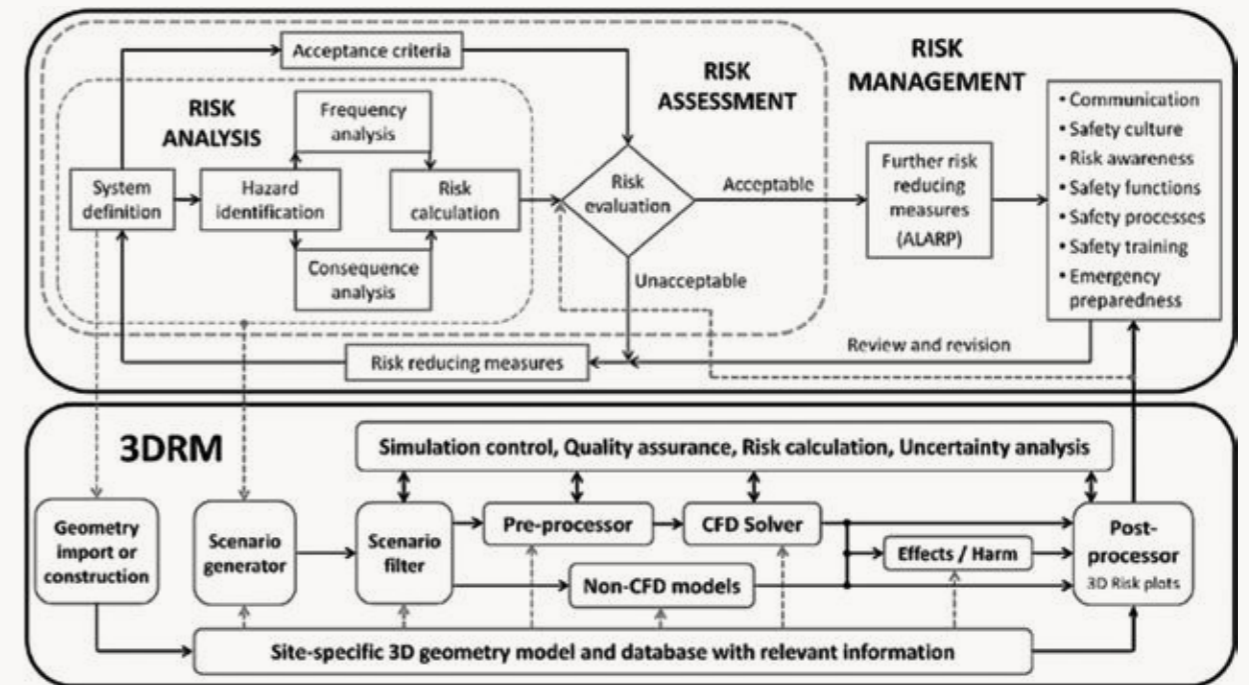 Acceptance criteria
RISK
ASSESSMENT
RISK
MANAGEMENT
RISK
ANALYSIS
Frequency
analysis
System
definition
Hazard
identification
Risk
calculation
Consequence
analysis
Risk
evaluation
Acceptable
Unacceptable
Further risk
reducing
measures
(ALARP)
• Communication
• Safety culture
• Risk awareness
• Safety functions
• Safety processes
• Safety training
• Emergency
preparedness
Risk reducing measures
Review and revision
3DRM
Simulation control, Quality assurance, Risk calculation, Uncertainty analysis
Geometry
import or
construction
Scenario
generator
Scenario
filter
Pre-processor
CFD Solver
Non-CFD models
Effects / Harm
Post-
processor
3D Risk plots
Site-specific 3D geometry model and database with relevant information